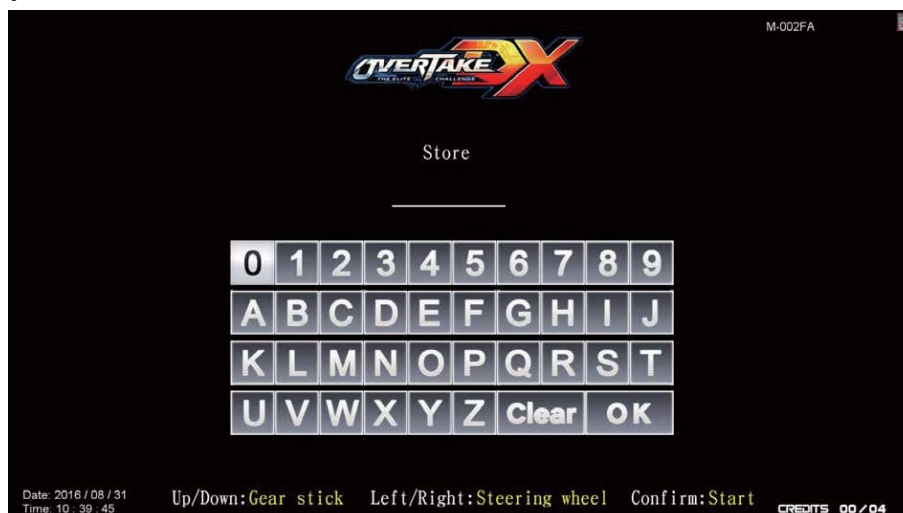 M-002FA
OVERTAKE DX
THE ELITE CHALLENGE
Store
0 1 2 3 4 5 6 7 8 9
A B C D E F G H I J
K L M N O P Q R S T
U V W X Y Z Clear OK
Date: 2016 / 08 / 31
Up/Down:Gear stick Left/Right:Steering wheel Confirm:Start
Time: 10 : 39 : 45
CREDITS 00/04